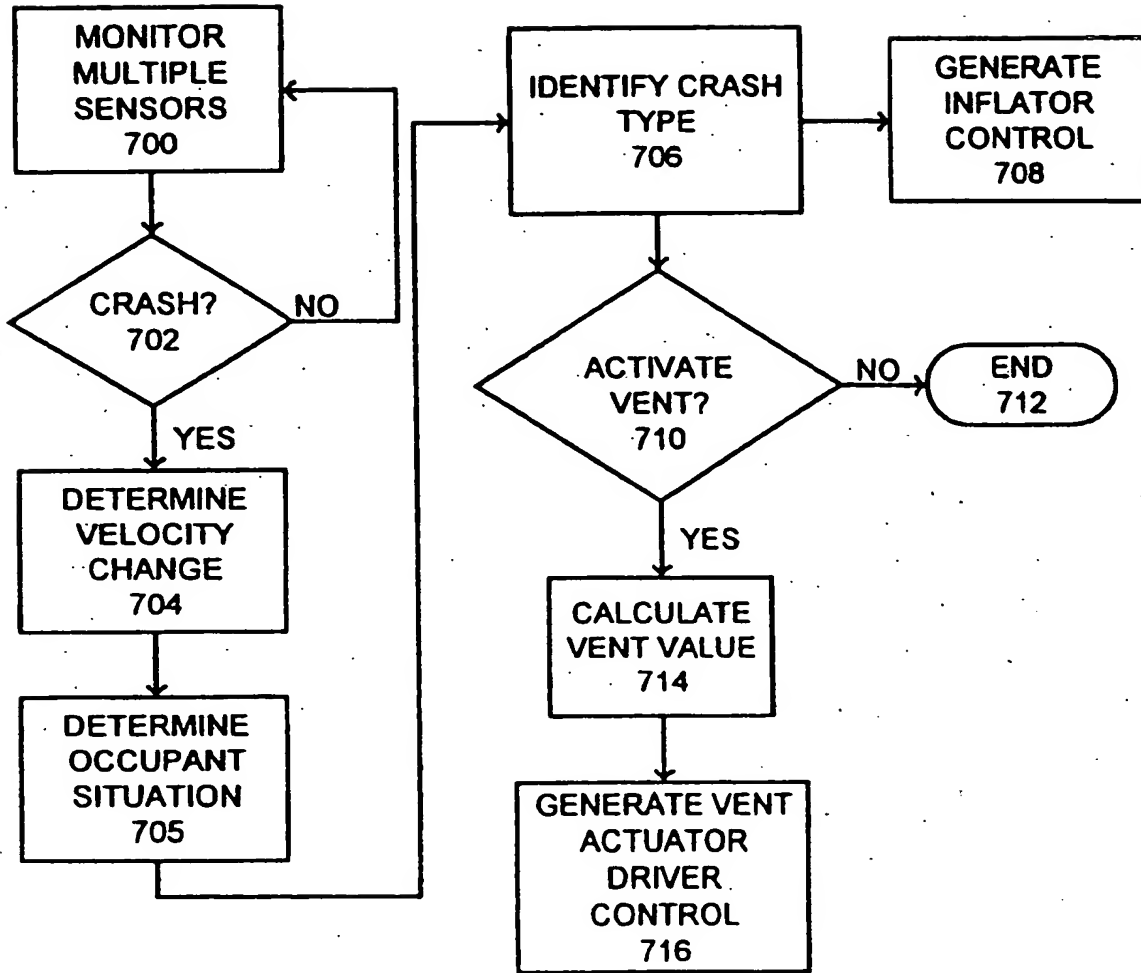 MONITOR
MULTIPLE
SENSORS
700
CRASH?
702
NO
YES
DETERMINE
VELOCITY
CHANGE
704
DETERMINE
OCCUPANT
SITUATION
705
IDENTIFY CRASH
TYPE
706
GENERATE
INFLATOR
CONTROL
708
ACTIVATE
VENT?
710
NO
END
712
YES
CALCULATE
VENT VALUE
714
GENERATE VENT
ACTUATOR
DRIVER
CONTROL
716